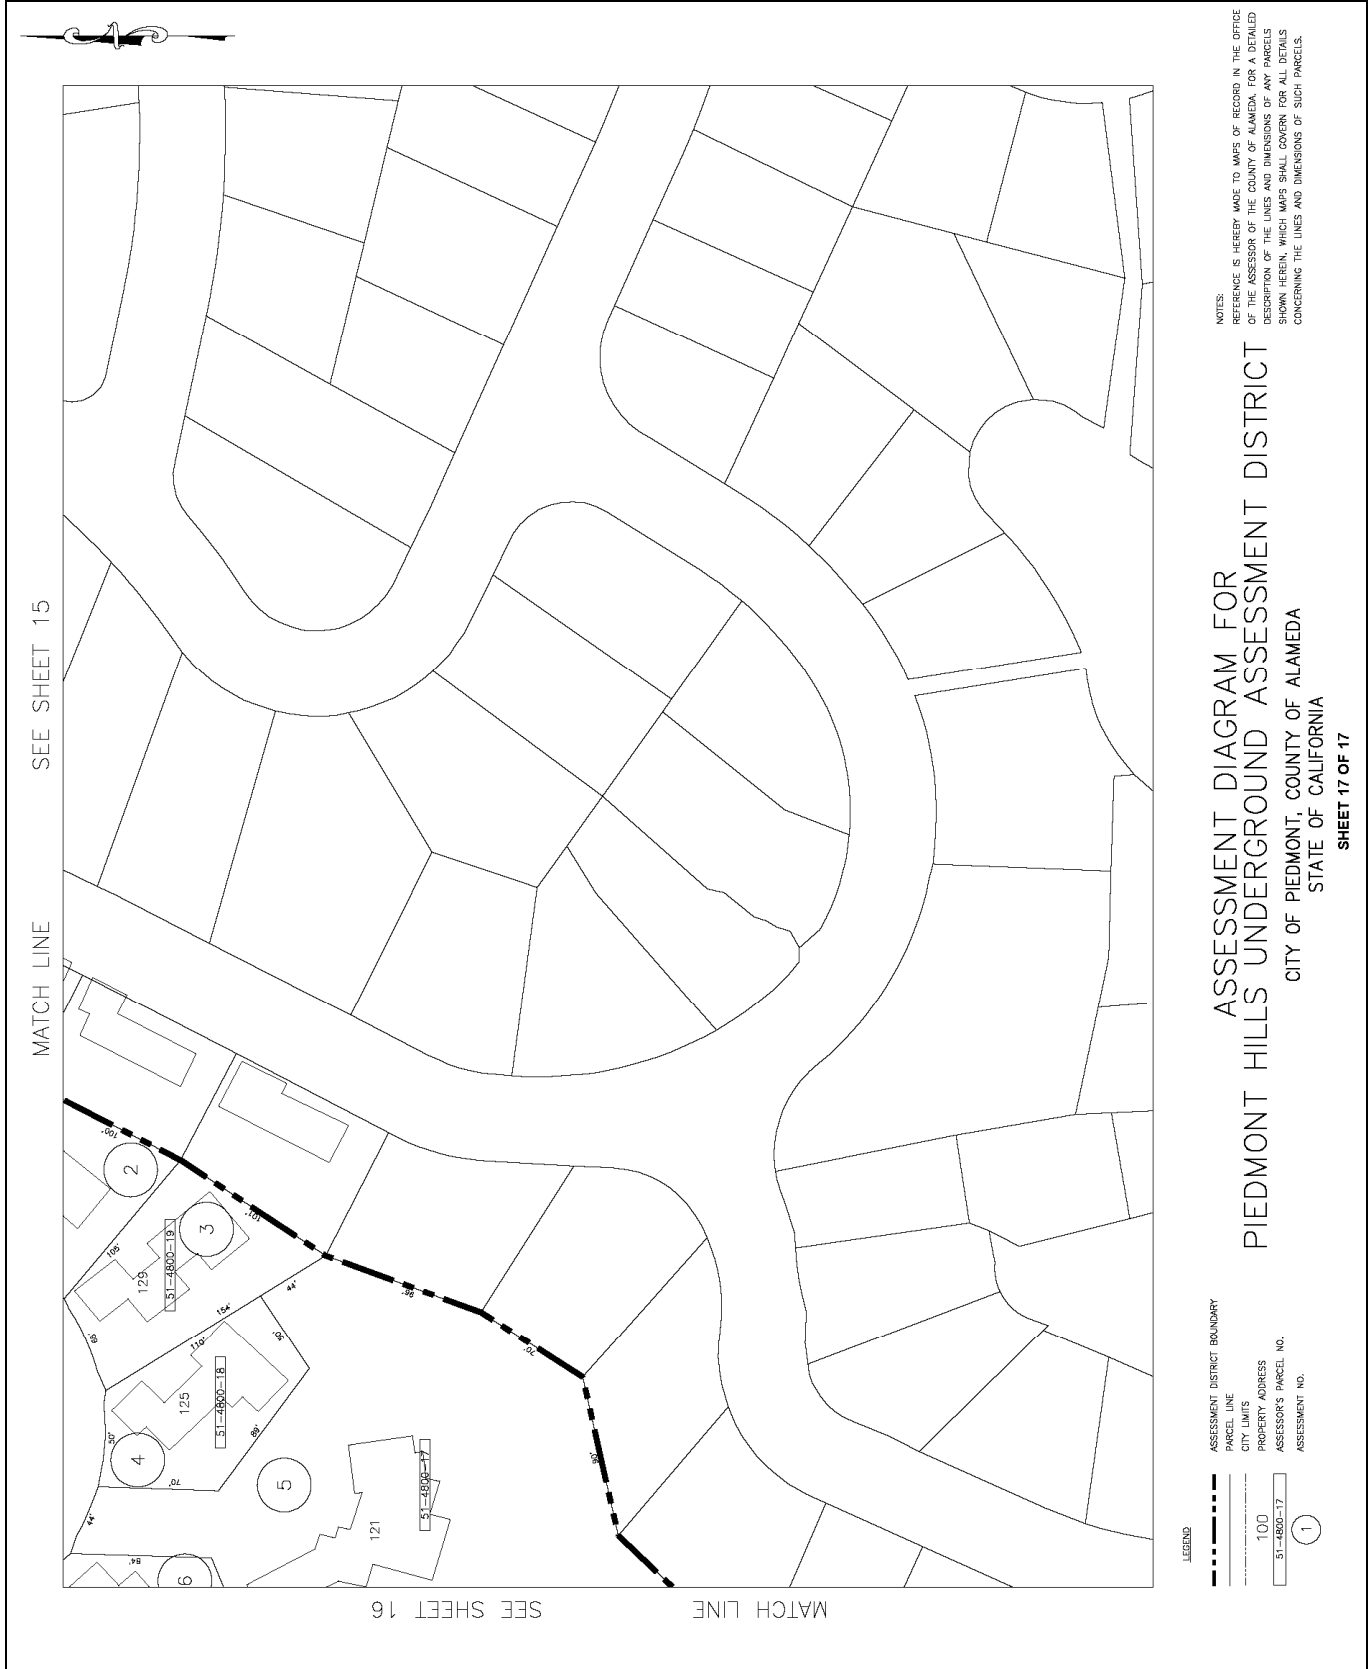 SEE SHEET 15
MATCH LINE
N
2
100'
3
101'
105'
129
51-4800-19
65'
154'
44'
110'
50'
125
51-4800-18
50'
4
70'
89'
5
96'
70'
90'
44'
84'
6
121
51-4800-17
SEE SHEET 16
MATCH LINE
NOTES:
REFERENCE IS HEREBY MADE TO MAPS OF RECORD IN THE OFFICE
OF THE ASSESSOR OF THE COUNTY OF ALAMEDA, FOR A DETAILED
DESCRIPTION OF THE LINES AND DIMENSIONS OF ANY PARCELS
SHOWN HEREIN, WHICH MAPS SHALL GOVERN FOR ALL DETAILS
CONCERNING THE LINES AND DIMENSIONS OF SUCH PARCELS.
ASSESSMENT DIAGRAM FOR
PIEDMONT HILLS UNDERGROUND ASSESSMENT DISTRICT
CITY OF PIEDMONT, COUNTY OF ALAMEDA
STATE OF CALIFORNIA
SHEET 17 OF 17
LEGEND
ASSESSMENT DISTRICT BOUNDARY
PARCEL LINE
CITY LIMITS
100 PROPERTY ADDRESS
51-4800-17 ASSESSOR'S PARCEL NO.
1 ASSESSMENT NO.